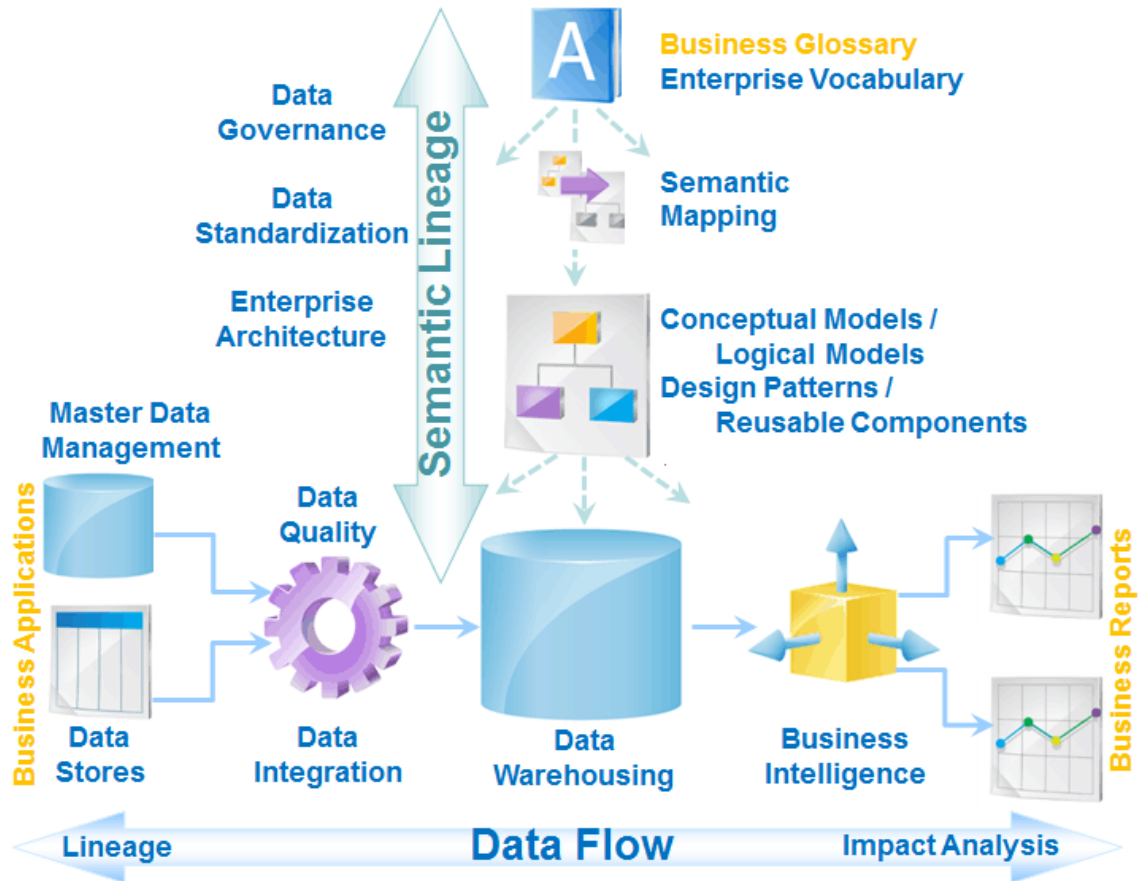 A
Business Glossary
Enterprise Vocabulary
Data
Governance
Semantic
Mapping
Data
Standardization
Semantic Lineage
Enterprise
Architecture
Conceptual Models /
Logical Models
Design Patterns /
Reusable Components
Master Data
Management
Data
Quality
Business Applications
Business Reports
Data
Stores
Data
Integration
Data
Warehousing
Business
Intelligence
Lineage
Data Flow
Impact Analysis